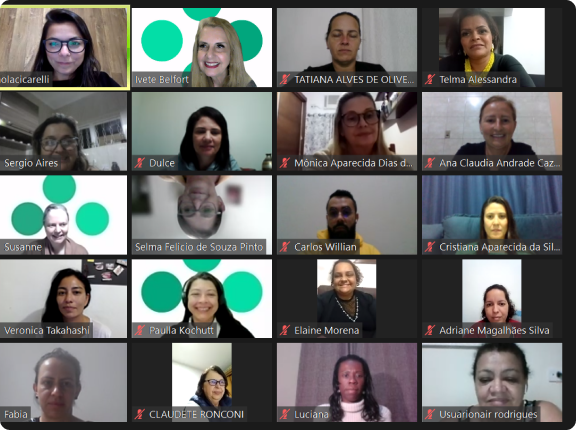 olacicarelli
Ivete Belfort
TATIANA ALVES DE OLIVE...
Telma Alessandra
Sergio Aires
Dulce
Mônica Aparecida Dias d...
Ana Claudia Andrade Caz...
Susanne
Selma Felício de Souza Pinto
Carlos Willian
Cristiana Aparecida da Sil...
Veronica Takahashi
Paulla Kochutt
Elaine Morena
Adriane Magalhães Silva
Fabia
CLAUDETE RONCONI
Luciana
Usuarionair rodrigues